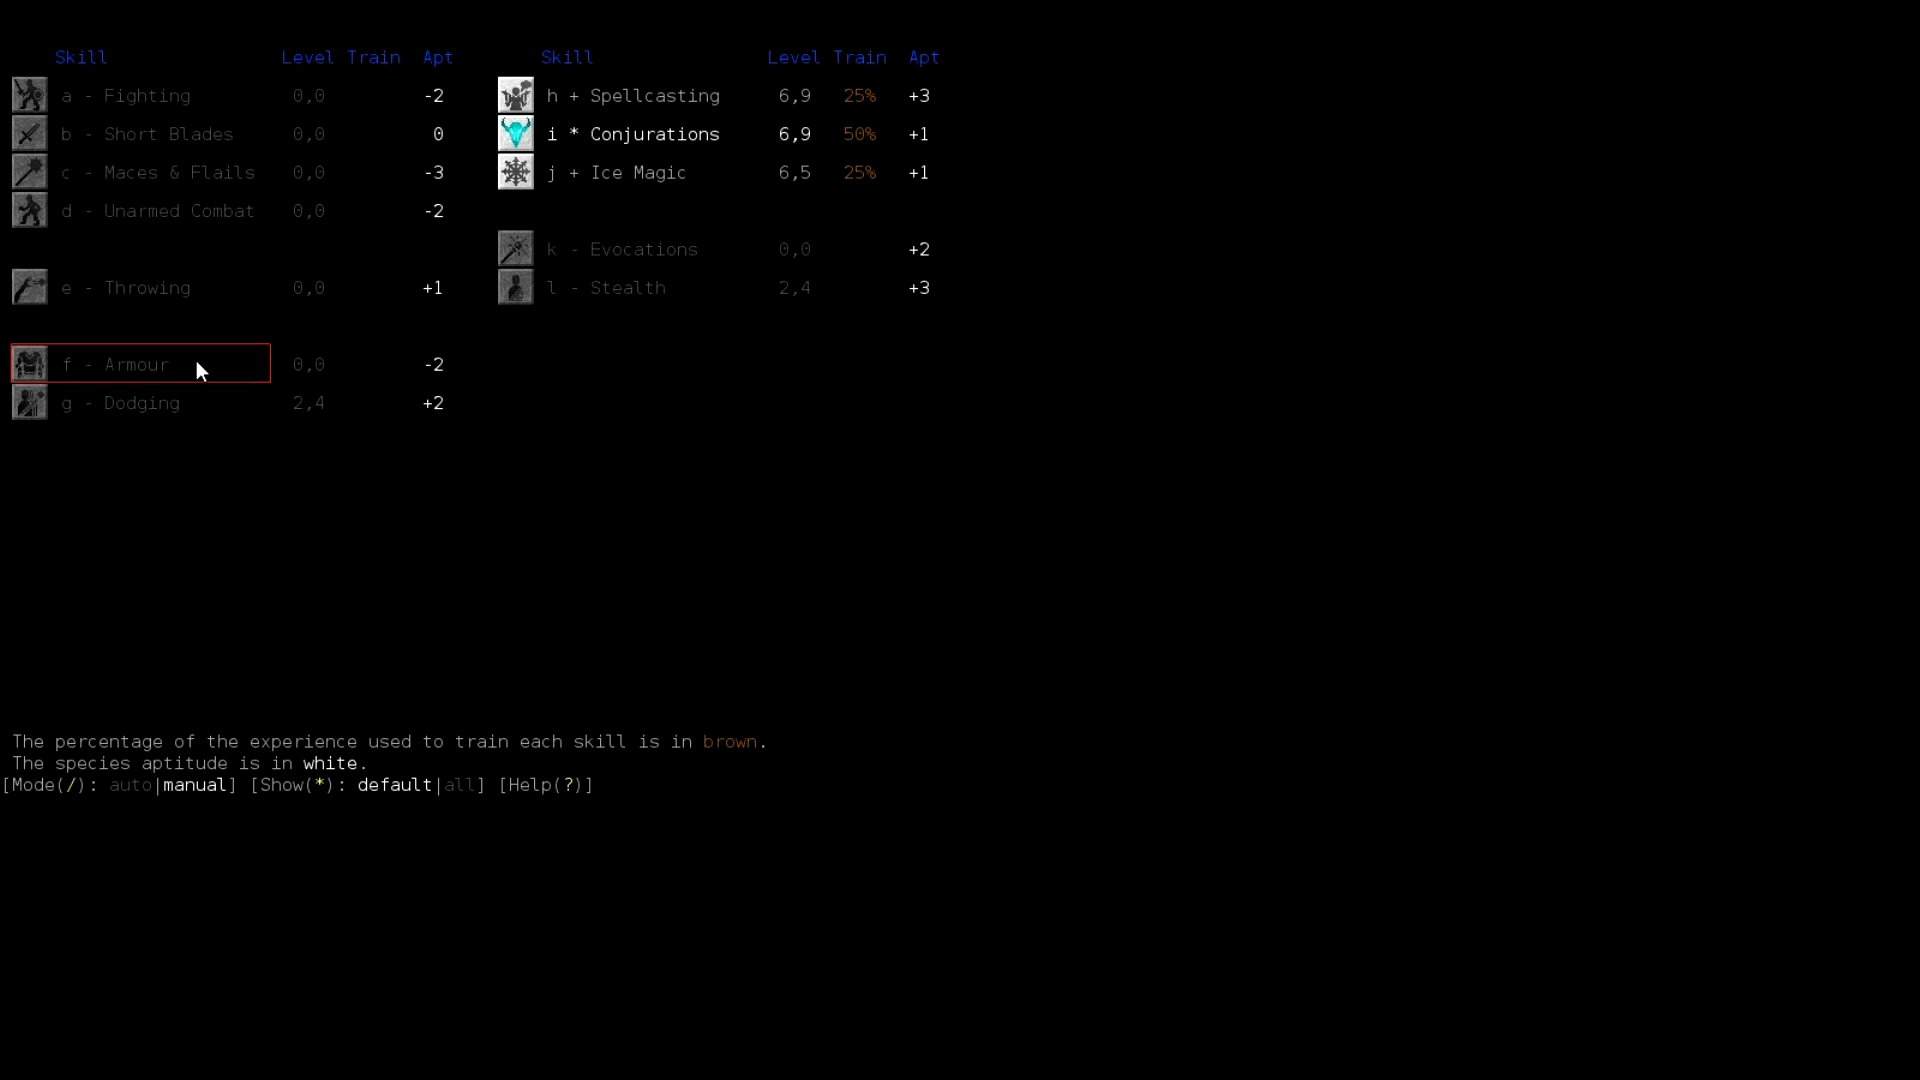 Skill Level Train Apt Skill Level Train Apt
a - Fighting 0,0 -2 h + Spellcasting 6,9 25% +3
b - Short Blades 0,0 0 i * Conjurations 6,9 50% +1
c - Maces & Flails 0,0 -3 j + Ice Magic 6,5 25% +1
d - Unarmed Combat 0,0 -2
k - Evocations 0,0 +2
e - Throwing 0,0 +1 l - Stealth 2,4 +3
f - Armour 0,0 -2
g - Dodging 2,4 +2
The percentage of the experience used to train each skill is in brown.
The species aptitude is in white.
[Mode(/): auto|manual] [Show(*): default|all] [Help(?)]